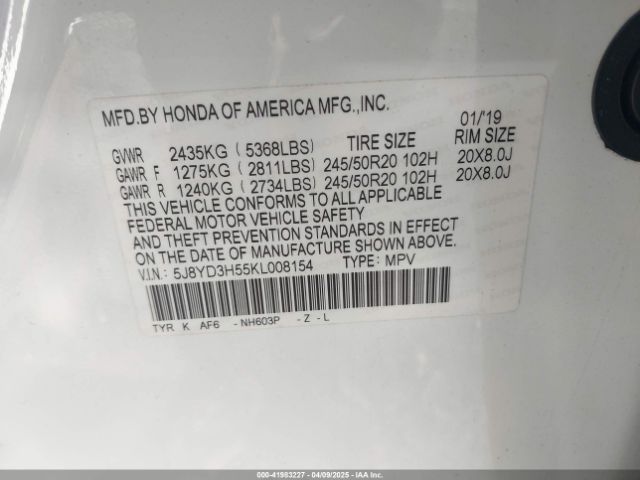 MFD.BY HONDA OF AMERICA MFG.,INC.
01/'19
GVWR 2435KG ( 5368LBS) TIRE SIZE RIM SIZE
GAWR F 1275KG ( 2811LBS) 245/50R20 102H 20X8.0J
GAWR R 1240KG ( 2734LBS) 245/50R20 102H 20X8.0J
THIS VEHICLE CONFORMS TO ALL APPLICABLE
FEDERAL MOTOR VEHICLE SAFETY
AND THEFT PREVENTION STANDARDS IN EFFECT
ON THE DATE OF MANUFACTURE SHOWN ABOVE.
V.I.N.: 5J8YD3H55KL008154 TYPE: MPV
TYR K AF6 -NH603P -Z -L
000-41983227 - 04/09/2025 - IAAI.com